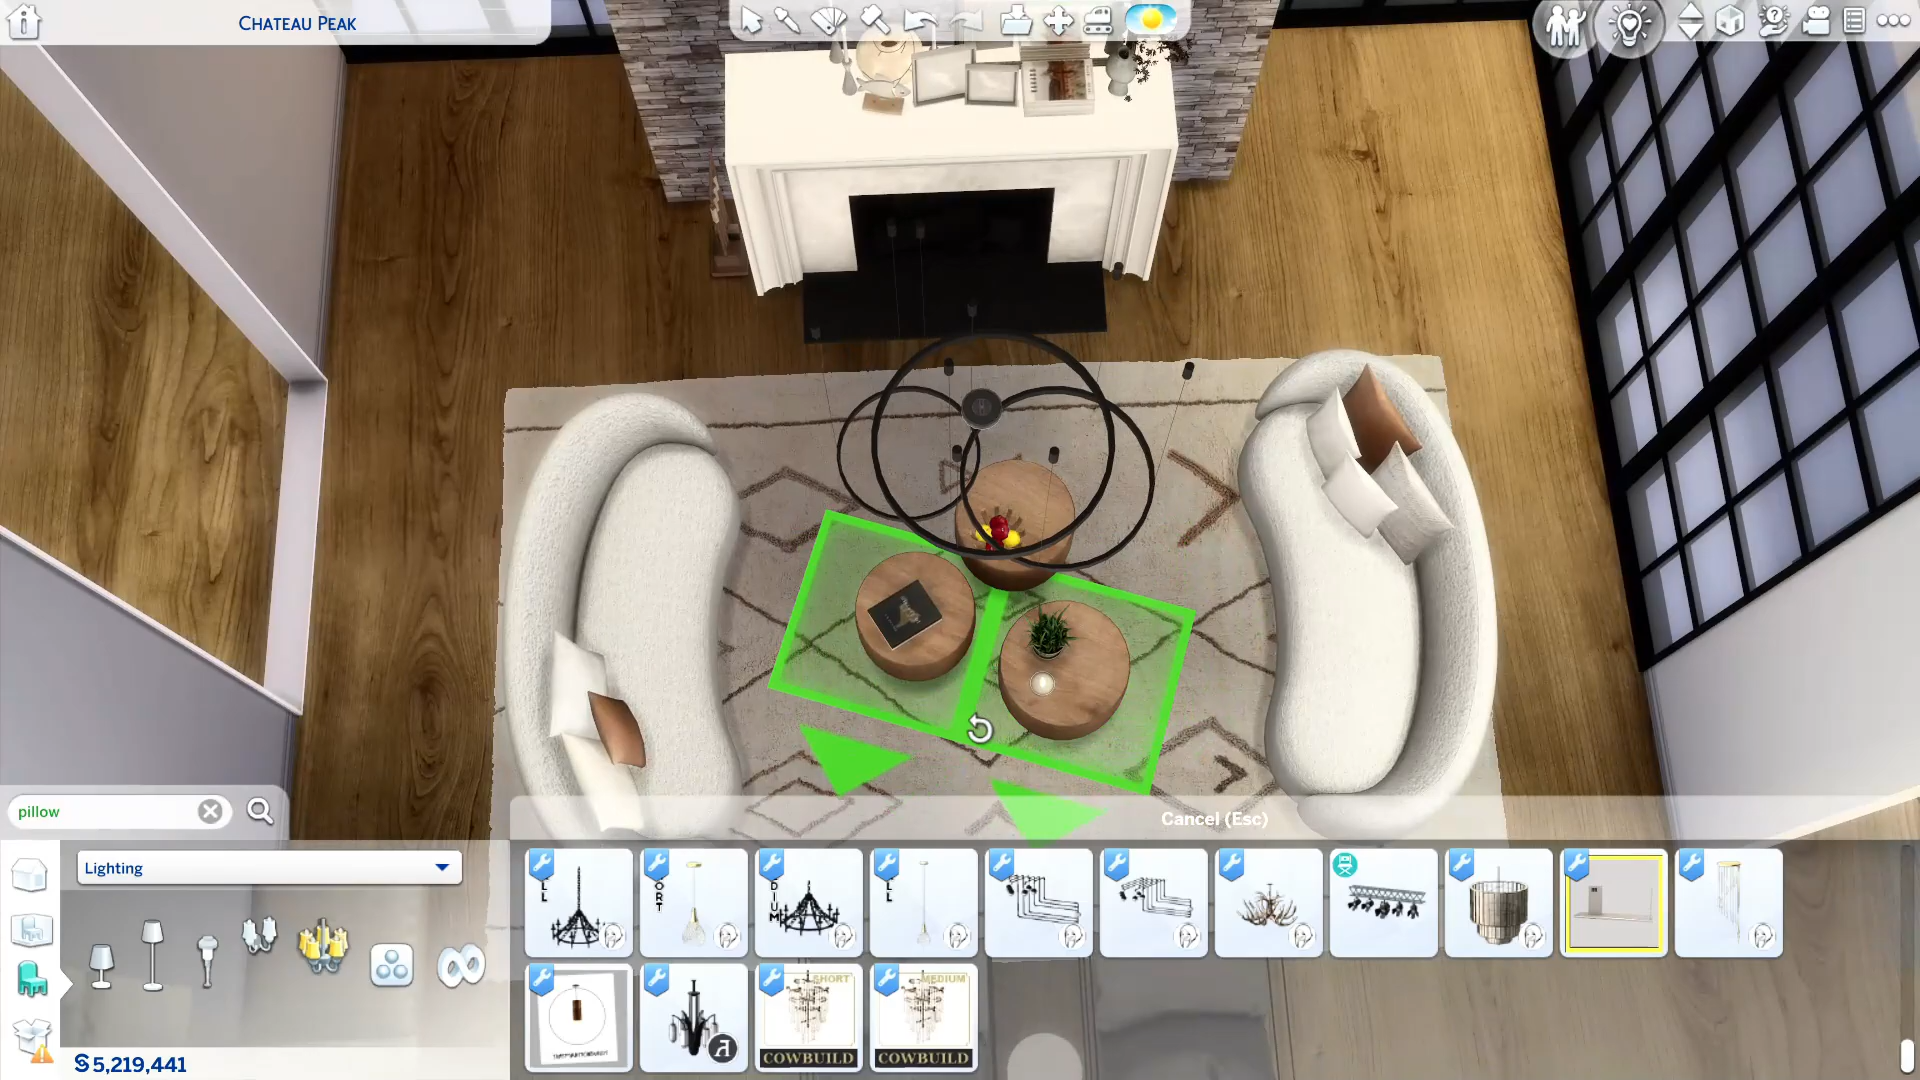 CHATEAU PEAK
pillow
Cancel (Esc)
Lighting
SHORT
MEDIUM
COWBUILD
COWBUILD
§5,219,441